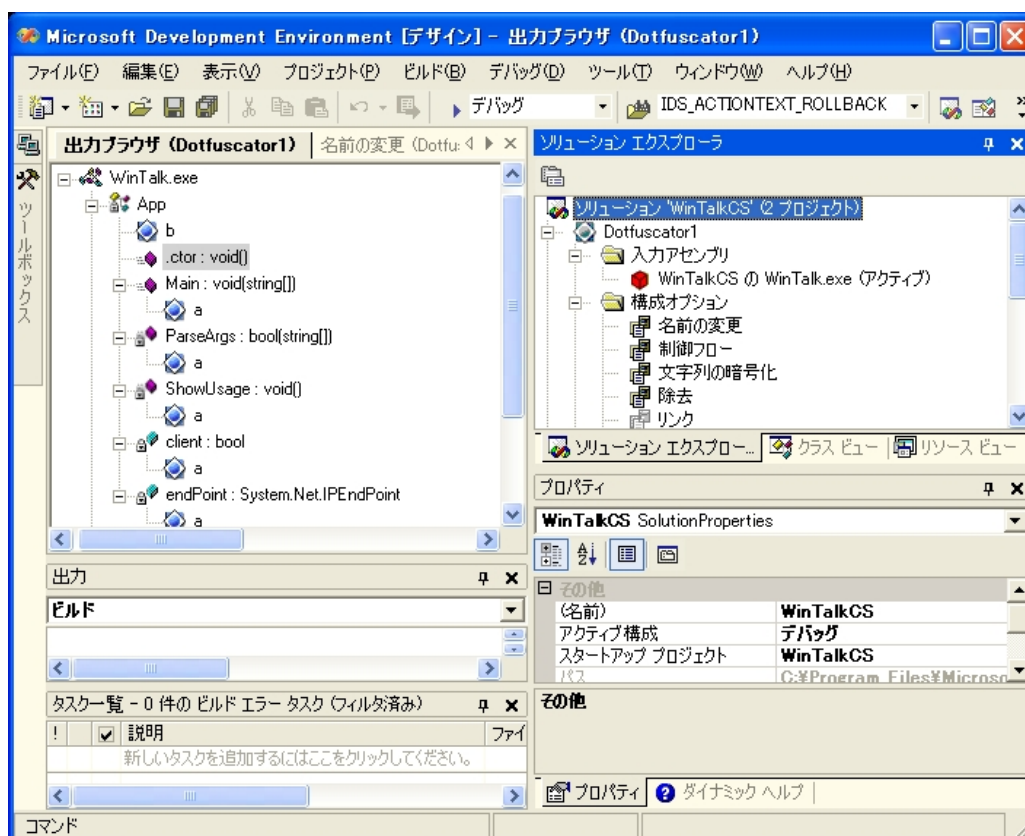 Microsoft Development Environment [デザイン] - 出力ブラウザ (Dotfuscator1)
ファイル(F) 編集(E) 表示(V) プロジェクト(P) ビルド(B) デバッグ(D) ツール(T) ウィンドウ(W) ヘルプ(H)
デバッグ IDS_ACTIONTEXT_ROLLBACK
ツールボックス
出力ブラウザ (Dotfuscator1) 名前の変更 (Dotfu:
WinTalk.exe
App
b
.ctor : void()
Main : void(string[])
a
ParseArgs : bool(string[])
a
ShowUsage : void()
a
client : bool
a
endPoint : System.Net.IPEndPoint
a
出力
ビルド
タスク一覧 - 0 件の ビルド エラー タスク (フィルタ済み)
! 説明 ファイ
新しいタスクを追加するにはここをクリックしてください。
ソリューション エクスプローラ
ソリューション 'WinTalkCS' (2 プロジェクト)
Dotfuscator1
入力アセンブリ
WinTalkCS の WinTalk.exe (アクティブ)
構成オプション
名前の変更
制御フロー
文字列の暗号化
除去
リンク
ソリューション エクスプロー... クラス ビュー リソース ビュー
プロパティ
WinTalkCS SolutionProperties
その他
(名前) WinTalkCS
アクティブ構成 デバッグ
スタートアップ プロジェクト WinTalkCS
パス C:¥Program Files¥Microso
その他
プロパティ ダイナミック ヘルプ
コマンド